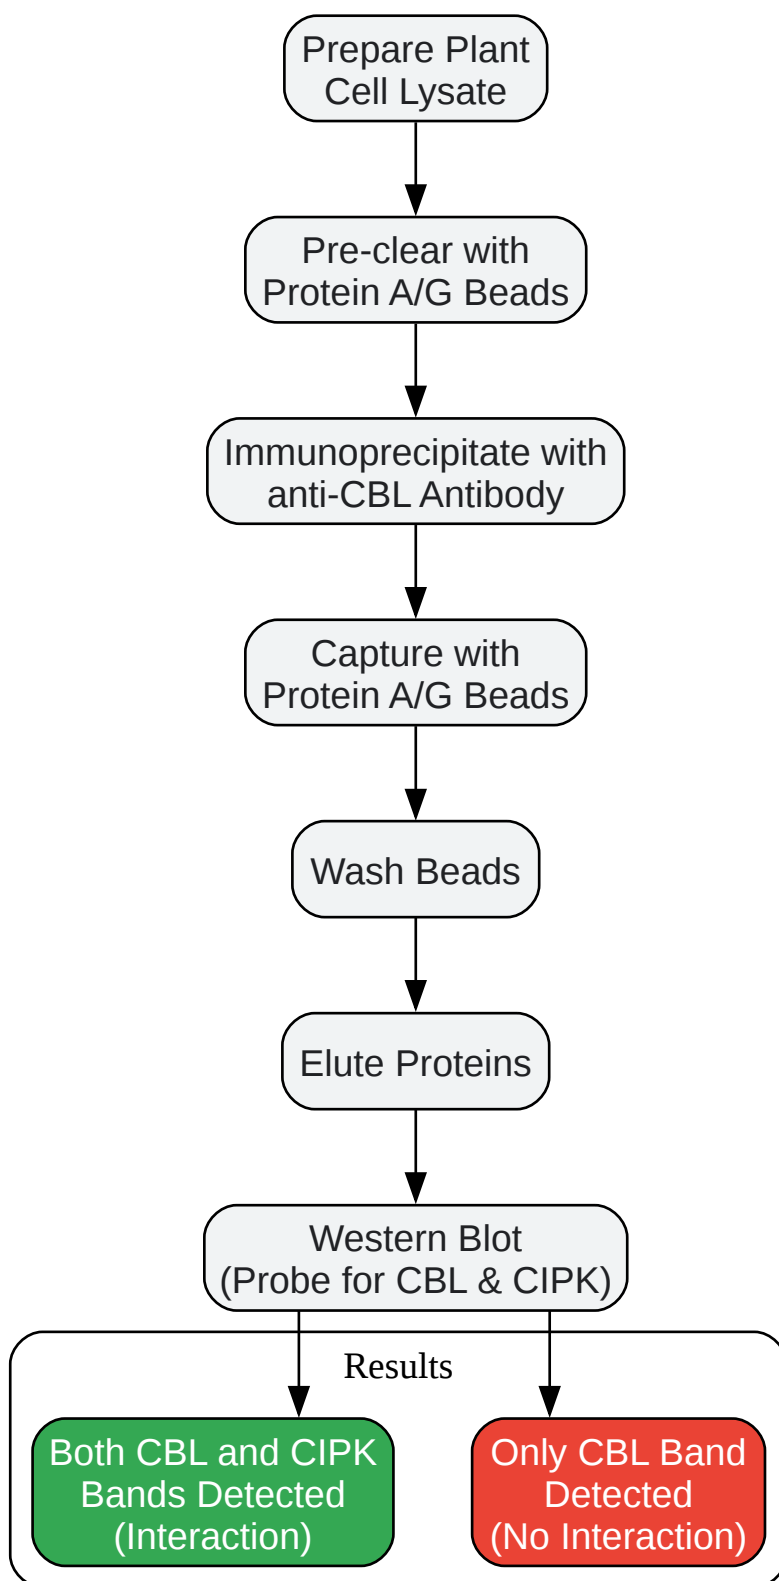 Prepare Plant
Cell Lysate
Pre-clear with
Protein A/G Beads
Immunoprecipitate with
anti-CBL Antibody
Capture with
Protein A/G Beads
Wash Beads
Elute Proteins
Western Blot
(Probe for CBL & CIPK)
Results
Both CBL and CIPK
Bands Detected
(Interaction)
Only CBL Band
Detected
(No Interaction)